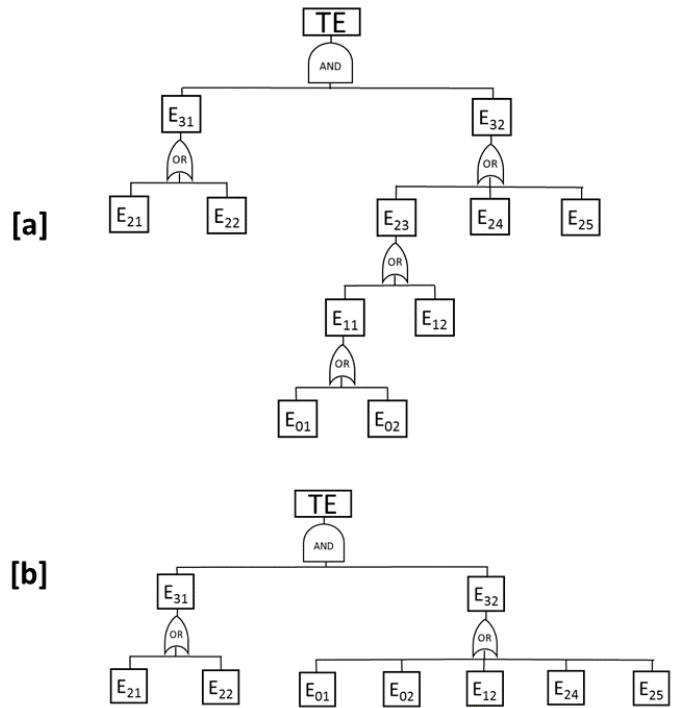 TE
AND
E₃₁ E₃₂
OR OR
[a]
E₂₁ E₂₂ E₂₃ E₂₄ E₂₅
OR
E₁₁ E₁₂
OR
E₀₁ E₀₂
TE
AND
[b]
E₃₁ E₃₂
OR OR
E₂₁ E₂₂ E₀₁ E₀₂ E₁₂ E₂₄ E₂₅